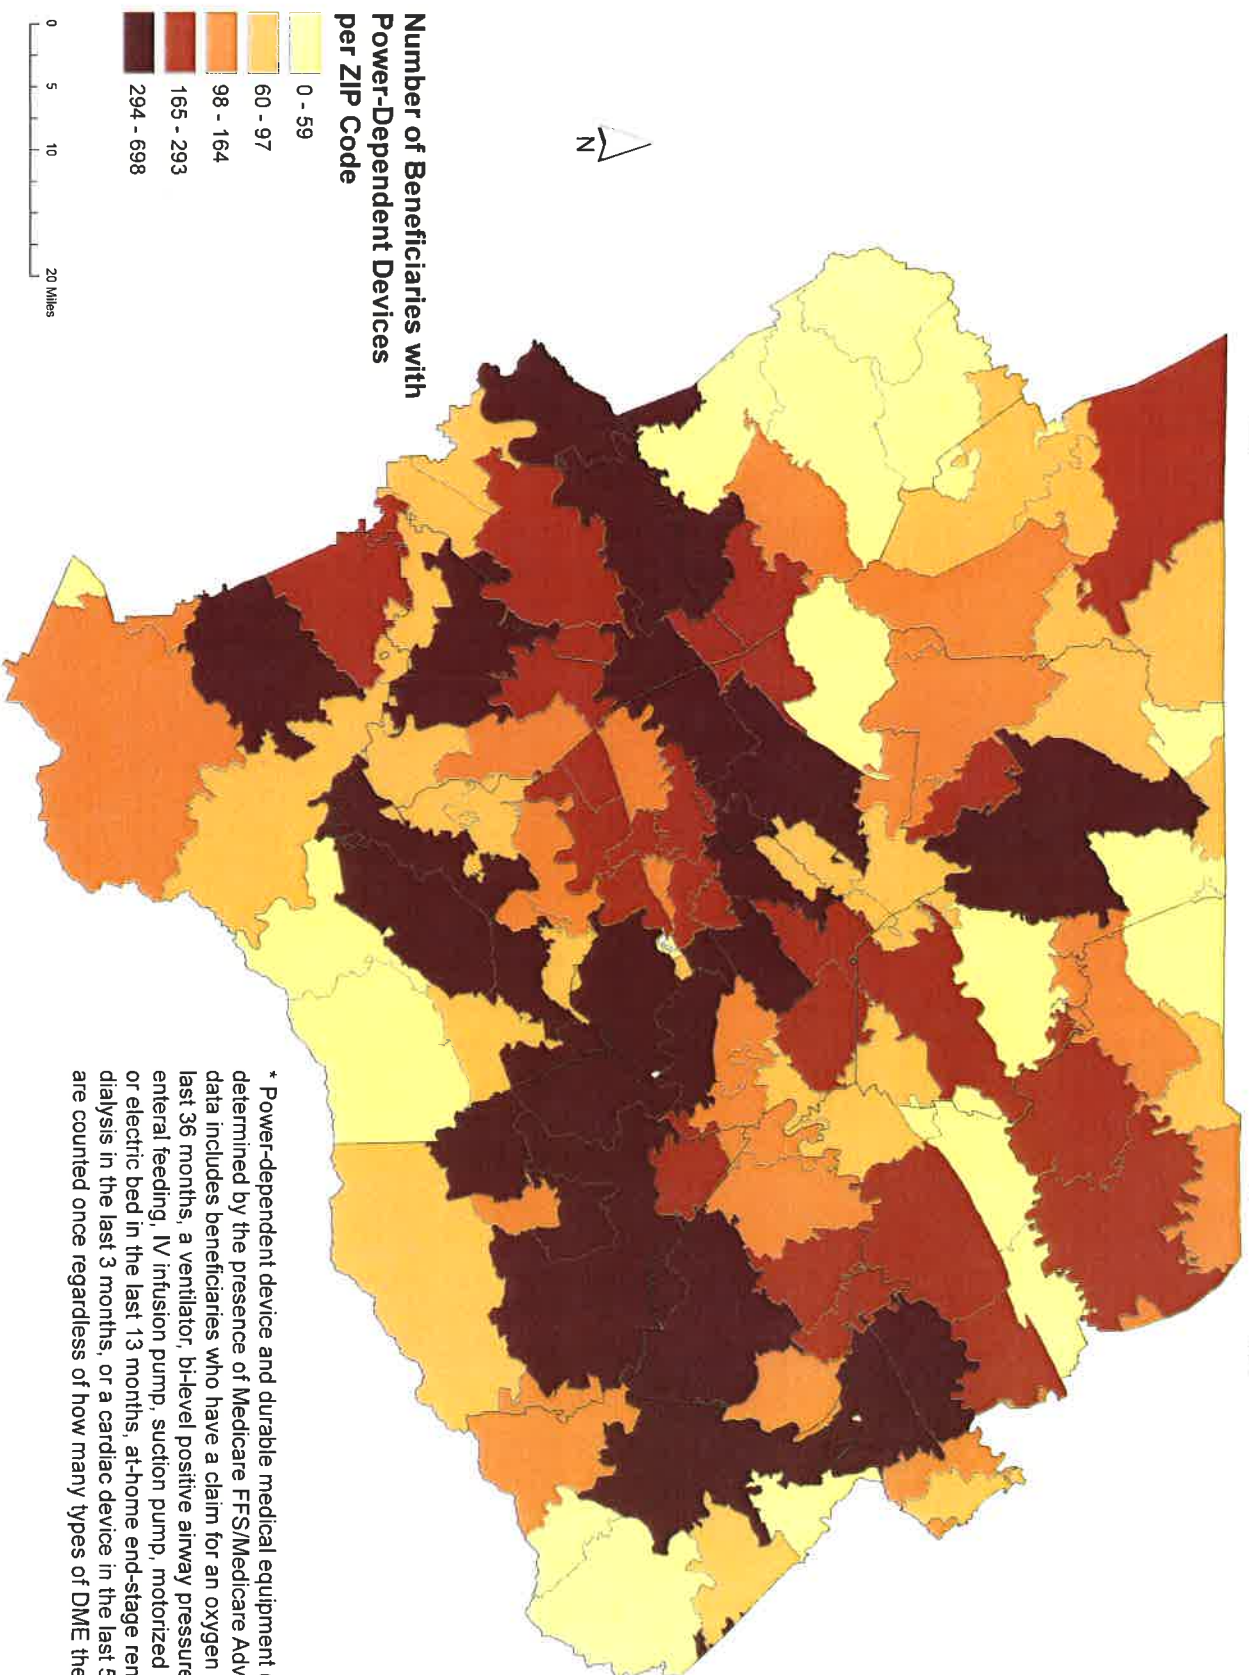 Number of Beneficiaries with
Power-Dependent Devices
per ZIP Code
0 - 59
60 - 97
98 - 164
165 - 293
294 - 698
0 5 10 20 Miles
N
* Power-dependent device and durable medical equipment
determined by the presence of Medicare FFS/Medicare Adv
data includes beneficiaries who have a claim for an oxygen
last 36 months, a ventilator, bi-level positive airway pressure
enteral feeding, IV infusion pump, suction pump, motorized
or electric bed in the last 13 months, at-home end-stage ren
dialysis in the last 3 months, or a cardiac device in the last 5
are counted once regardless of how many types of DME the